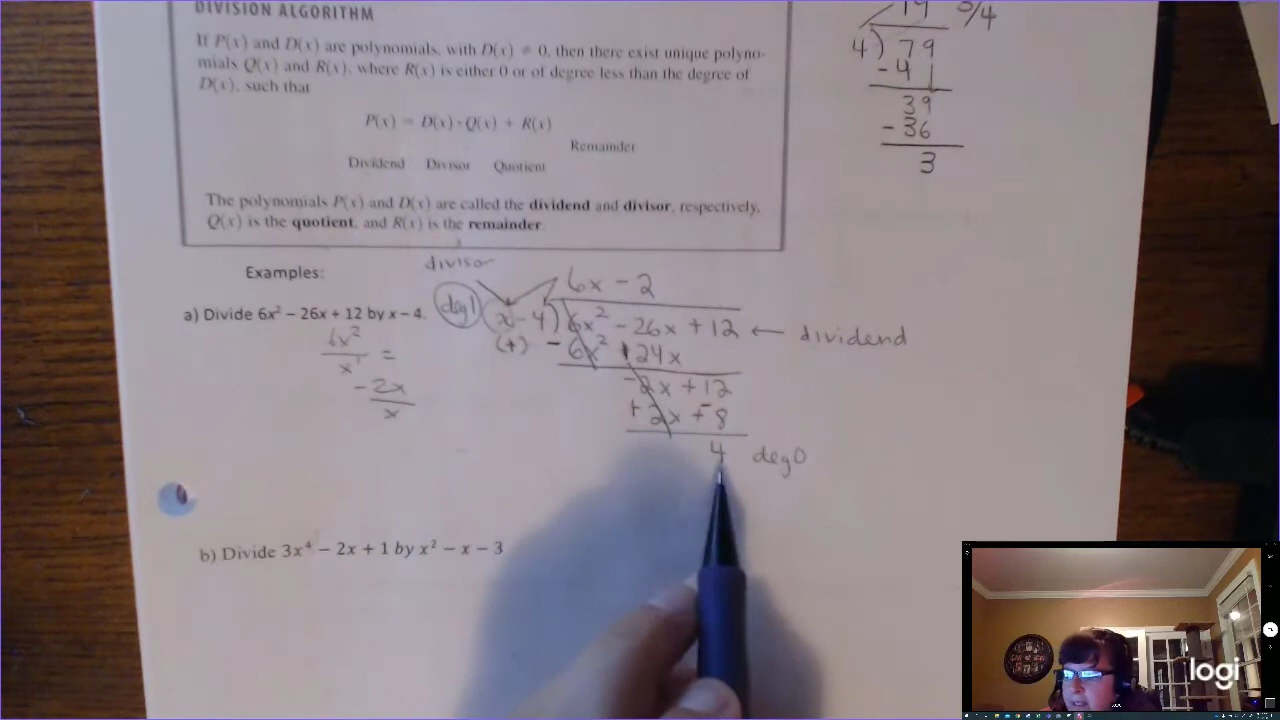 DIVISION ALGORITHM
If P(x) and D(x) are polynomials, with D(x) ≠ 0, then there exist unique polyno-
mials Q(x) and R(x), where R(x) is either 0 or of degree less than the degree of
D(x), such that
P(x) = D(x) · Q(x) + R(x)
Remainder
Dividend Divisor Quotient
The polynomials P(x) and D(x) are called the dividend and divisor, respectively,
Q(x) is the quotient, and R(x) is the remainder.
19 3/4
4) 79
-4
39
- 36
3
Examples:
divisor
6x - 2
a) Divide 6x² – 26x + 12 by x – 4.
deg 1
x - 4) 6x² - 26x + 12 ← dividend
(+) - 6x² + 24x
-2x + 12
+ 2x - 8
4 deg 0
6x²
x =
-2x
x
b) Divide 3x⁴ – 2x + 1 by x² – x – 3
logi